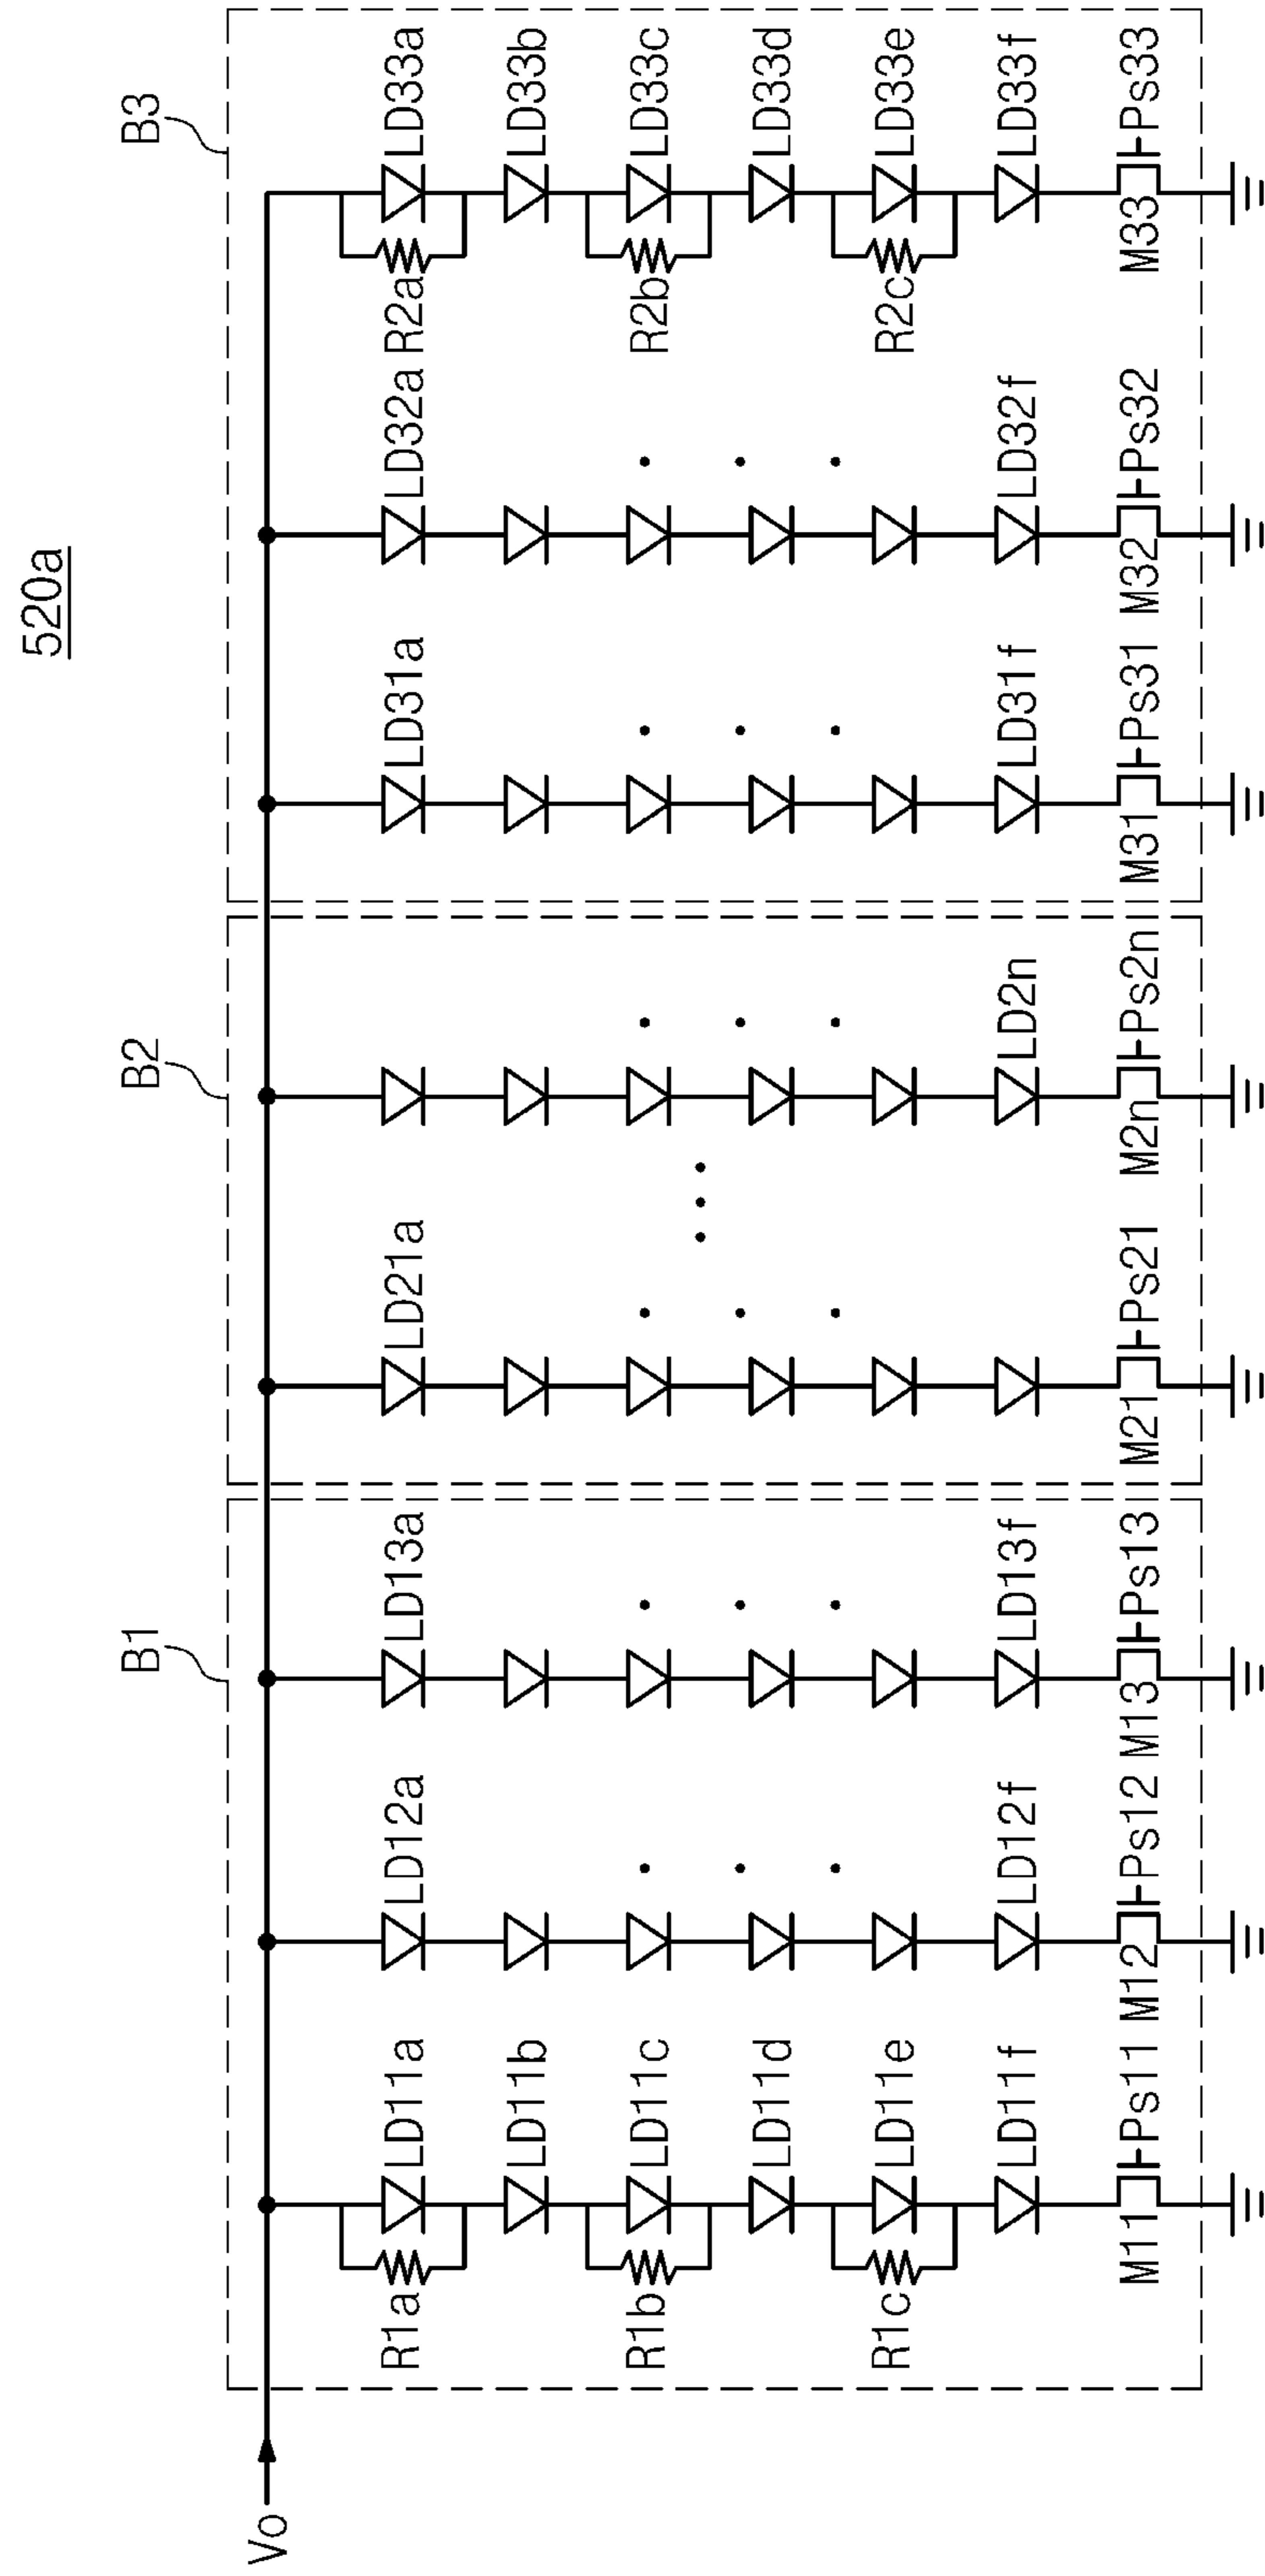 520a
B1
B2
B3
Vo
R1a
LD11a
LD12a
LD13a
LD21a
LD31a
LD32a
R2a
LD33a
LD11b
LD33b
R1b
LD11c
R2b
LD33c
LD11d
LD33d
R1c
LD11e
R2c
LD33e
LD11f
LD12f
LD13f
LD2n
LD31f
LD32f
LD33f
M11
Ps11
M12
Ps12
M13
Ps13
M21
Ps21
M2n
Ps2n
M31
Ps31
M32
Ps32
M33
Ps33